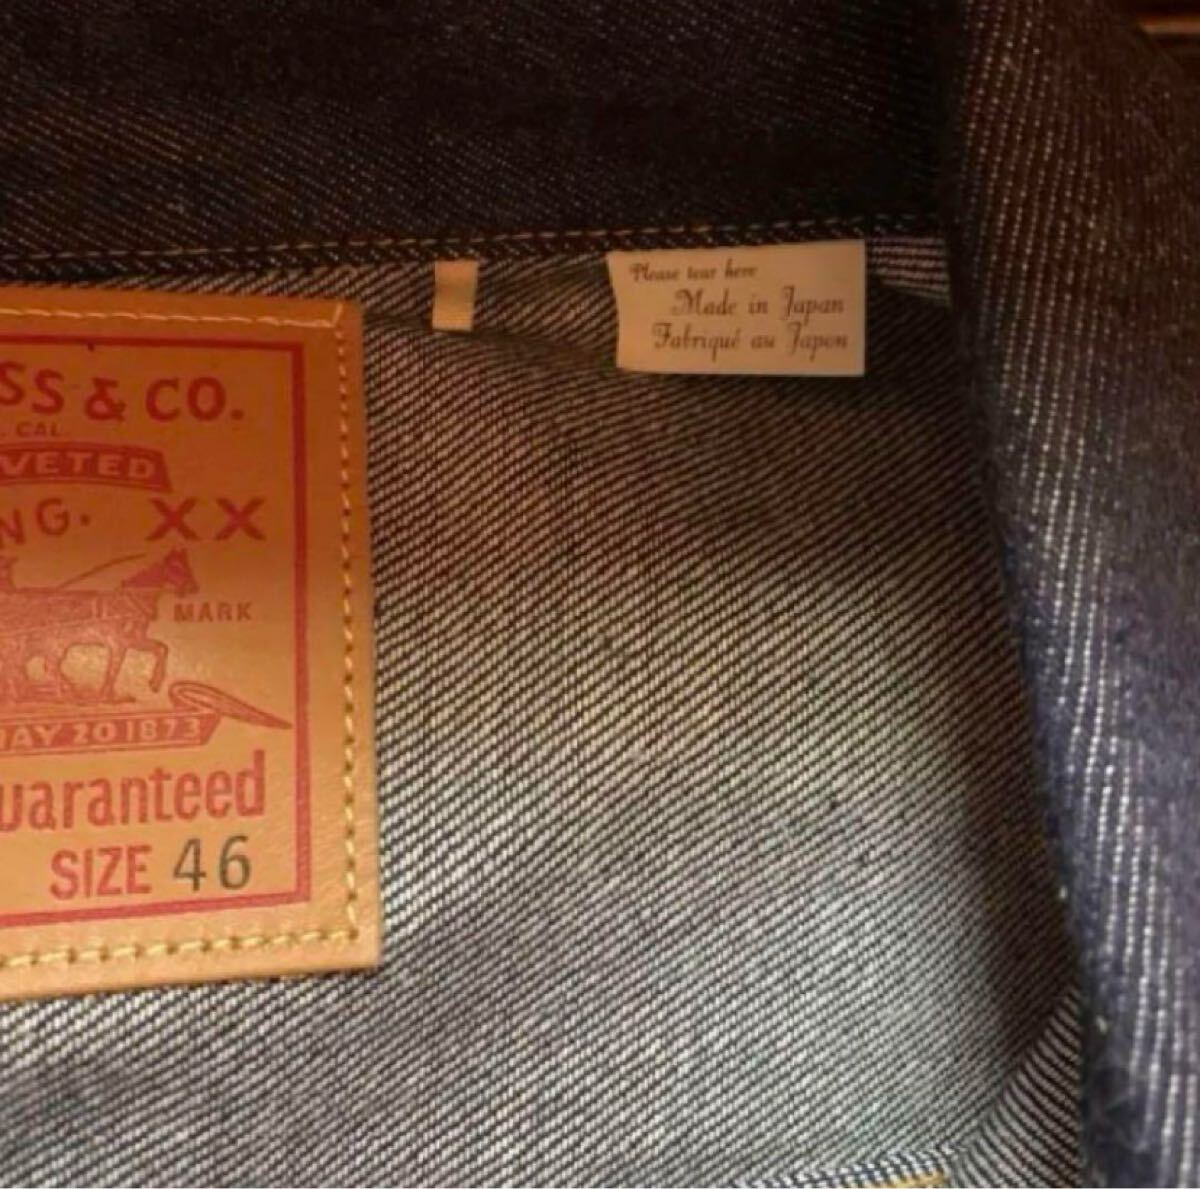 SS & CO.
CAL.
VETED
NG. XX
MARK
MAY 20 1873
uaranteed
SIZE 46
Please tear here
Made in Japan
Fabriqué au Japon